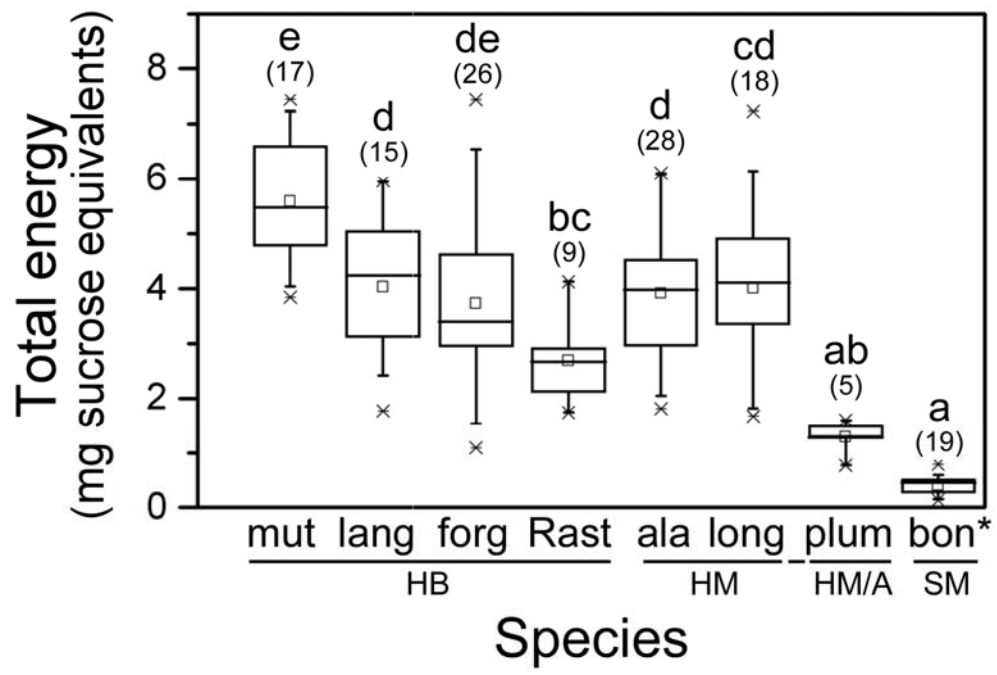 Total energy
(mg sucrose equivalents)
8
6
4
2
0
e
(17)
d
(15)
de
(26)
bc
(9)
d
(28)
cd
(18)
ab
(5)
a
(19)
mut lang forg Rast ala long plum bon*
HB HM HM/A SM
Species